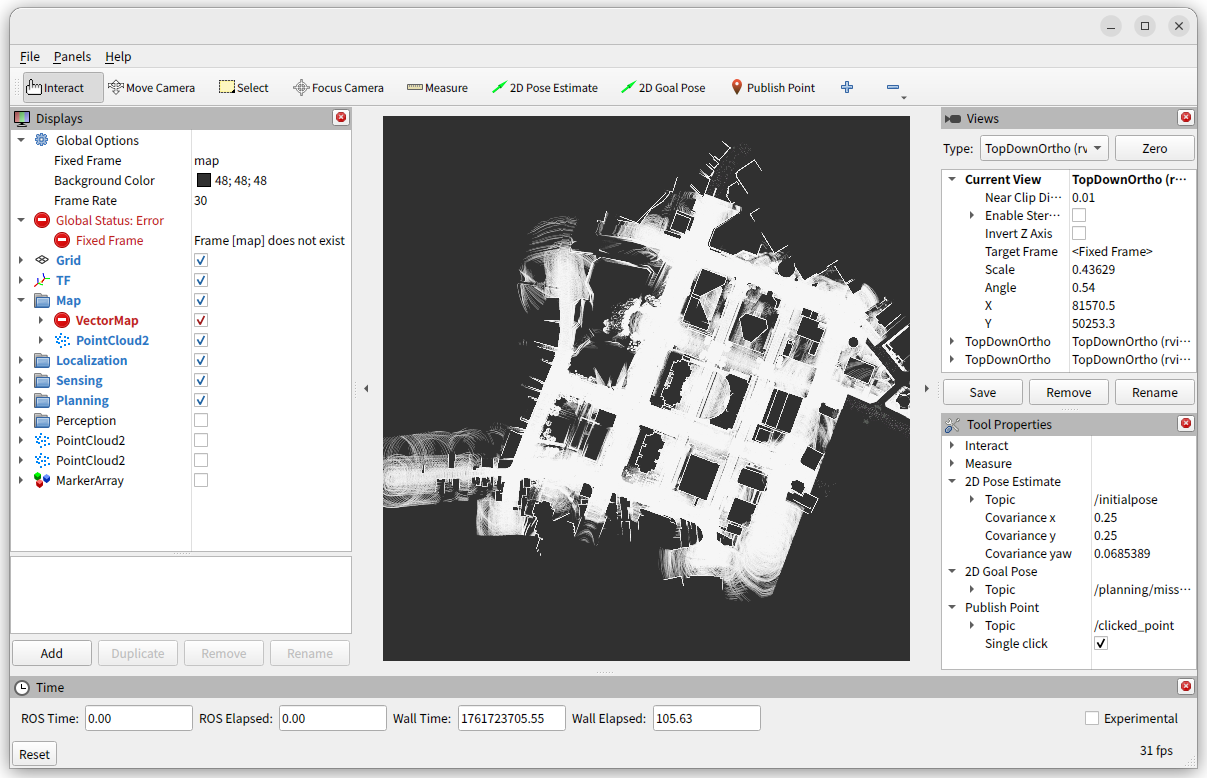 File Panels Help
Interact Move Camera Select Focus Camera Measure 2D Pose Estimate 2D Goal Pose Publish Point
Displays
Global Options
Fixed Frame map
Background Color 48; 48; 48
Frame Rate 30
Global Status: Error
Fixed Frame Frame [map] does not exist
Grid
TF
Map
VectorMap
PointCloud2
Localization
Sensing
Planning
Perception
PointCloud2
PointCloud2
MarkerArray
Add Duplicate Remove Rename
Views
Type: TopDownOrtho (rv Zero
Current View TopDownOrtho (r···
Near Clip Di··· 0.01
Enable Ster···
Invert Z Axis
Target Frame <Fixed Frame>
Scale 0.43629
Angle 0.54
X 81570.5
Y 50253.3
TopDownOrtho TopDownOrtho (rvi···
TopDownOrtho TopDownOrtho (rvi···
Save Remove Rename
Tool Properties
Interact
Measure
2D Pose Estimate
Topic /initialpose
Covariance x 0.25
Covariance y 0.25
Covariance yaw 0.0685389
2D Goal Pose
Topic /planning/miss···
Publish Point
Topic /clicked_point
Single click
Time
ROS Time: 0.00 ROS Elapsed: 0.00 Wall Time: 1761723705.55 Wall Elapsed: 105.63 Experimental
Reset 31 fps